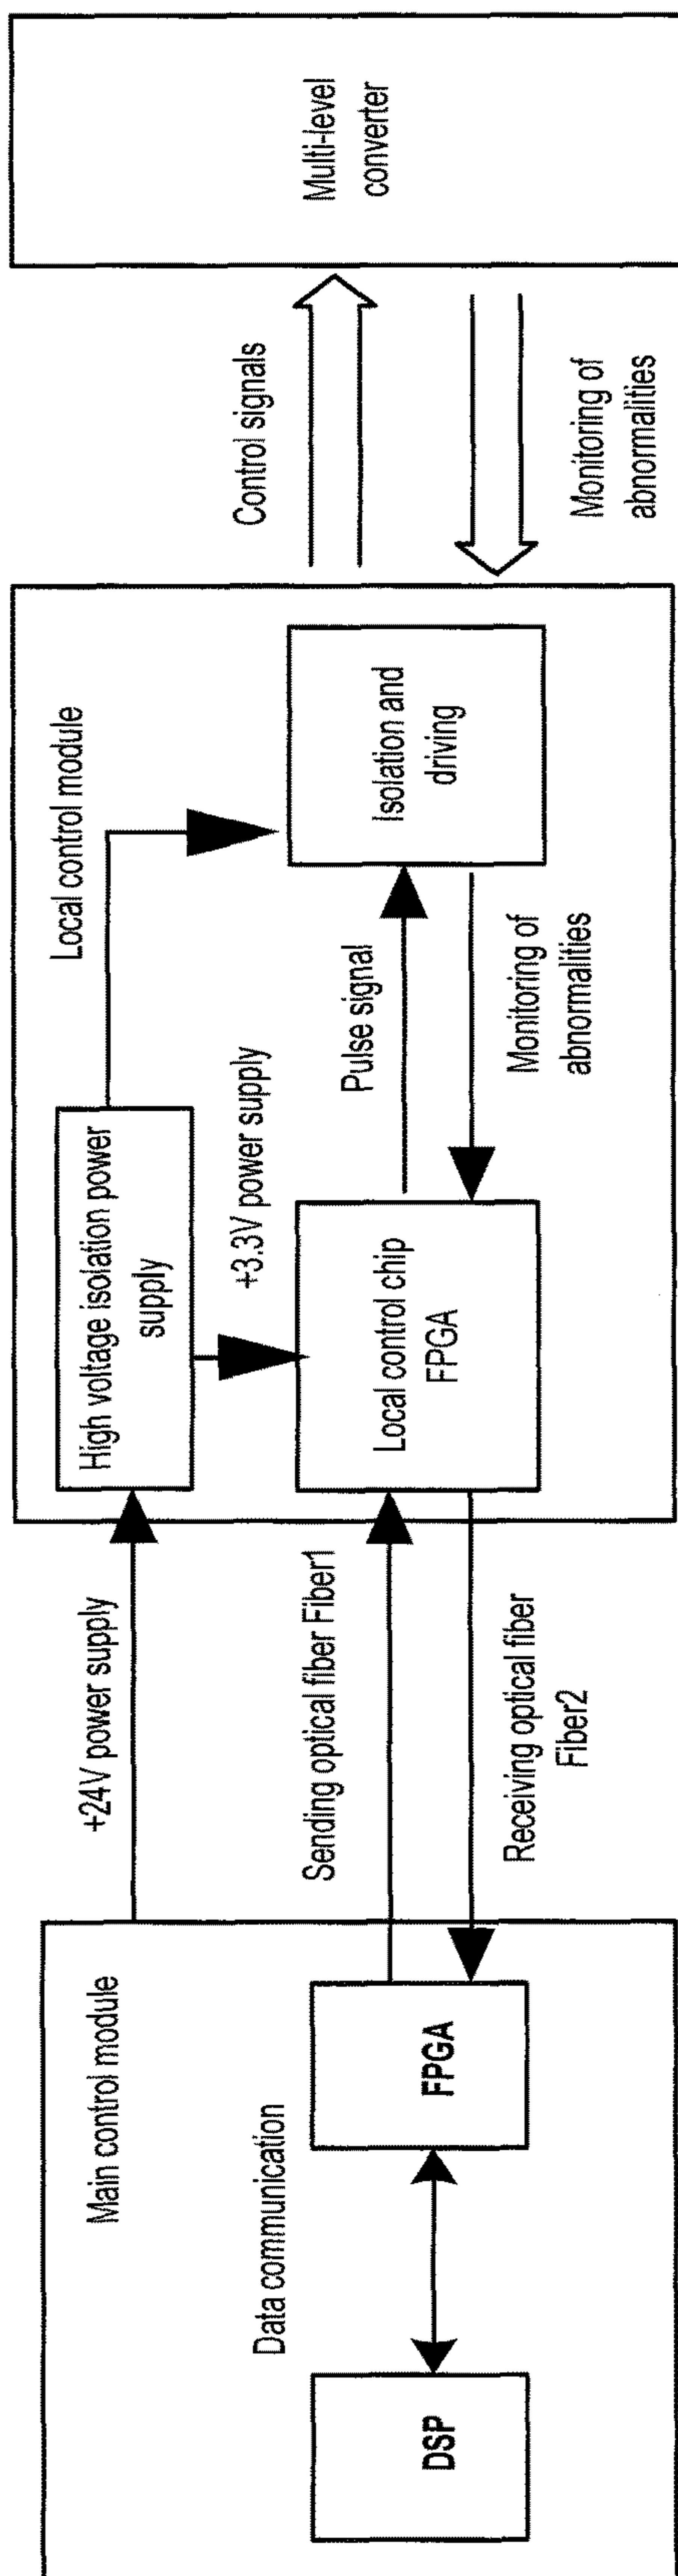 Main control module
Data communication
DSP
FPGA
+24V power supply
Sending optical fiber Fiber1
Receiving optical fiber
Fiber2
Local control module
High voltage isolation power
supply
+3.3V power supply
Local control chip
FPGA
Pulse signal
Monitoring of
abnormalities
Isolation and
driving
Control signals
Monitoring of
abnormalities
Multi-level
converter